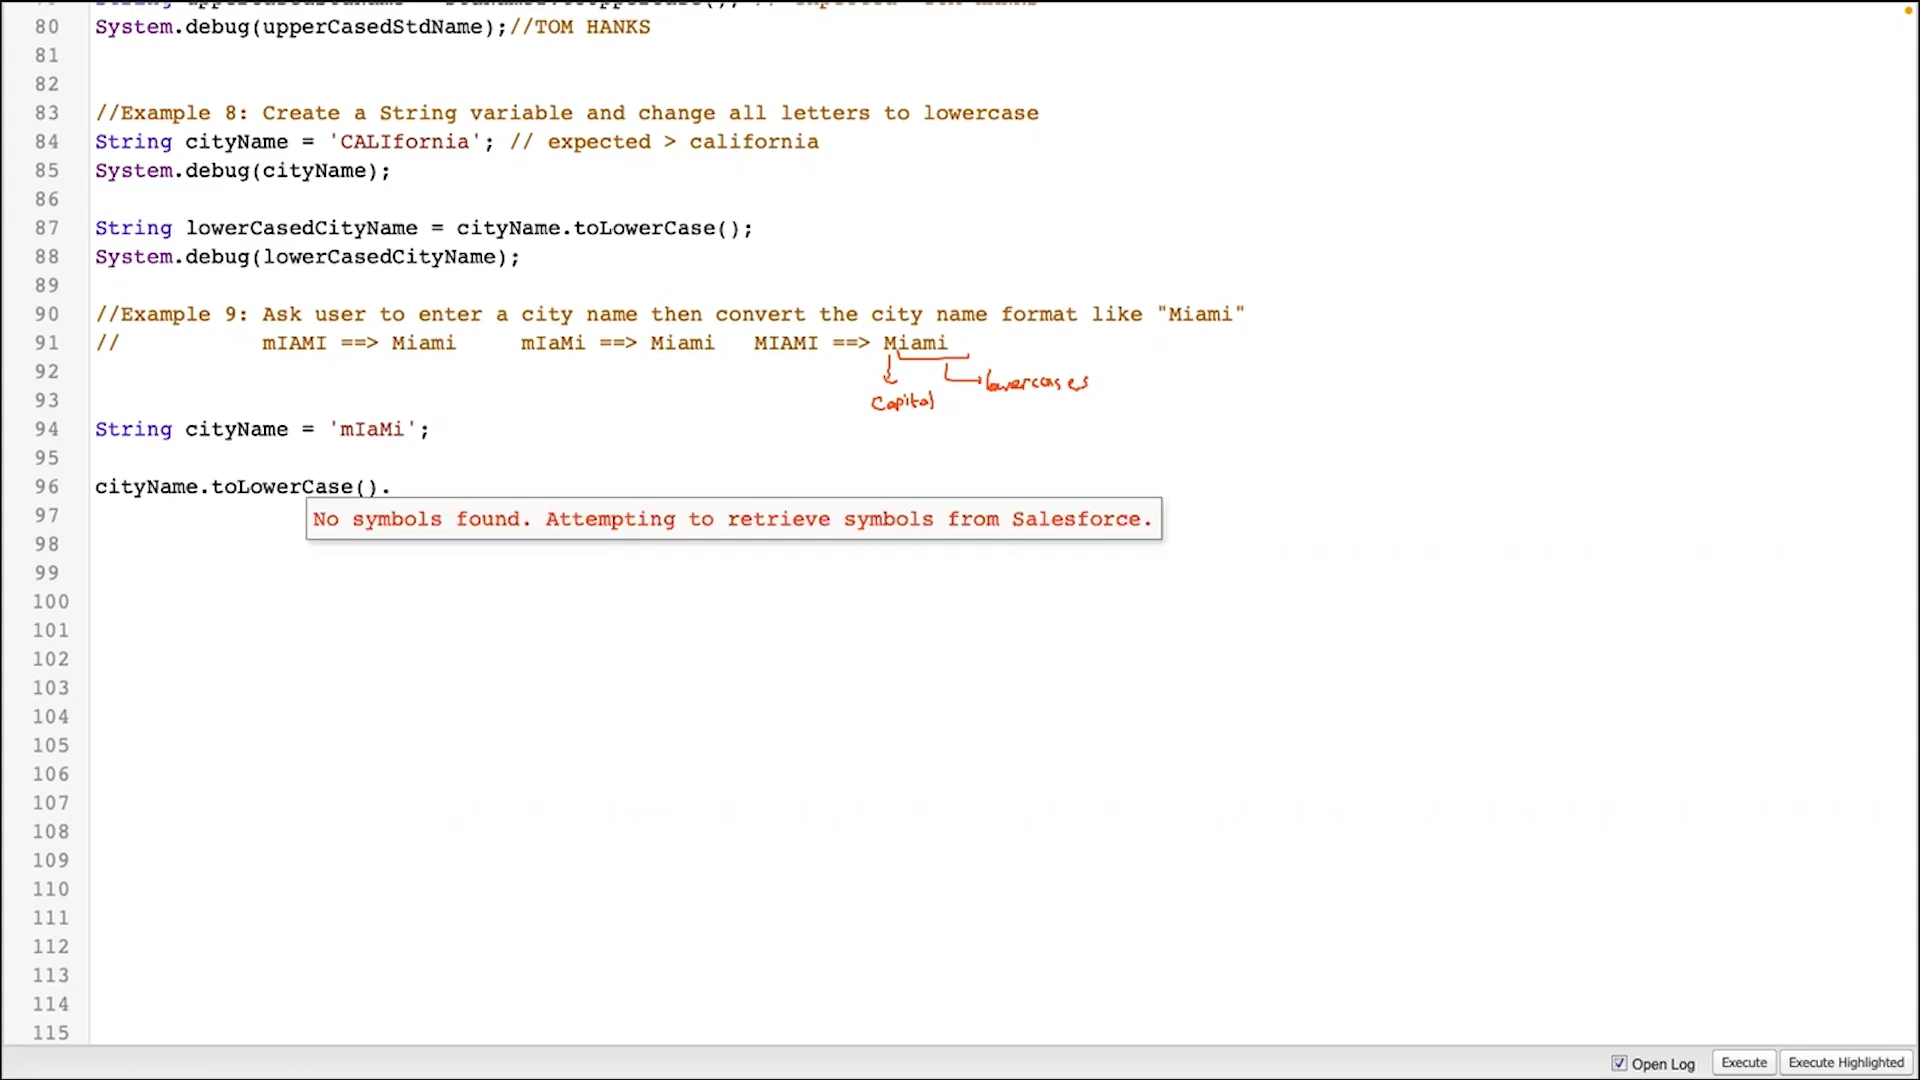 80 System.debug(upperCasedStdName);//TOM HANKS
81
82
83 //Example 8: Create a String variable and change all letters to lowercase
84 String cityName = 'CALIfornia'; // expected > california
85 System.debug(cityName);
86
87 String lowerCasedCityName = cityName.toLowerCase();
88 System.debug(lowerCasedCityName);
89
90 //Example 9: Ask user to enter a city name then convert the city name format like "Miami"
91 // mIAMI ==> Miami mIaMi ==> Miami MIAMI ==> Miami
92 lowercases
93 Capital
94 String cityName = 'mIaMi';
95
96 cityName.toLowerCase().
97 No symbols found. Attempting to retrieve symbols from Salesforce.
98
99
100
101
102
103
104
105
106
107
108
109
110
111
112
113
114
115
Open Log Execute Execute Highlighted